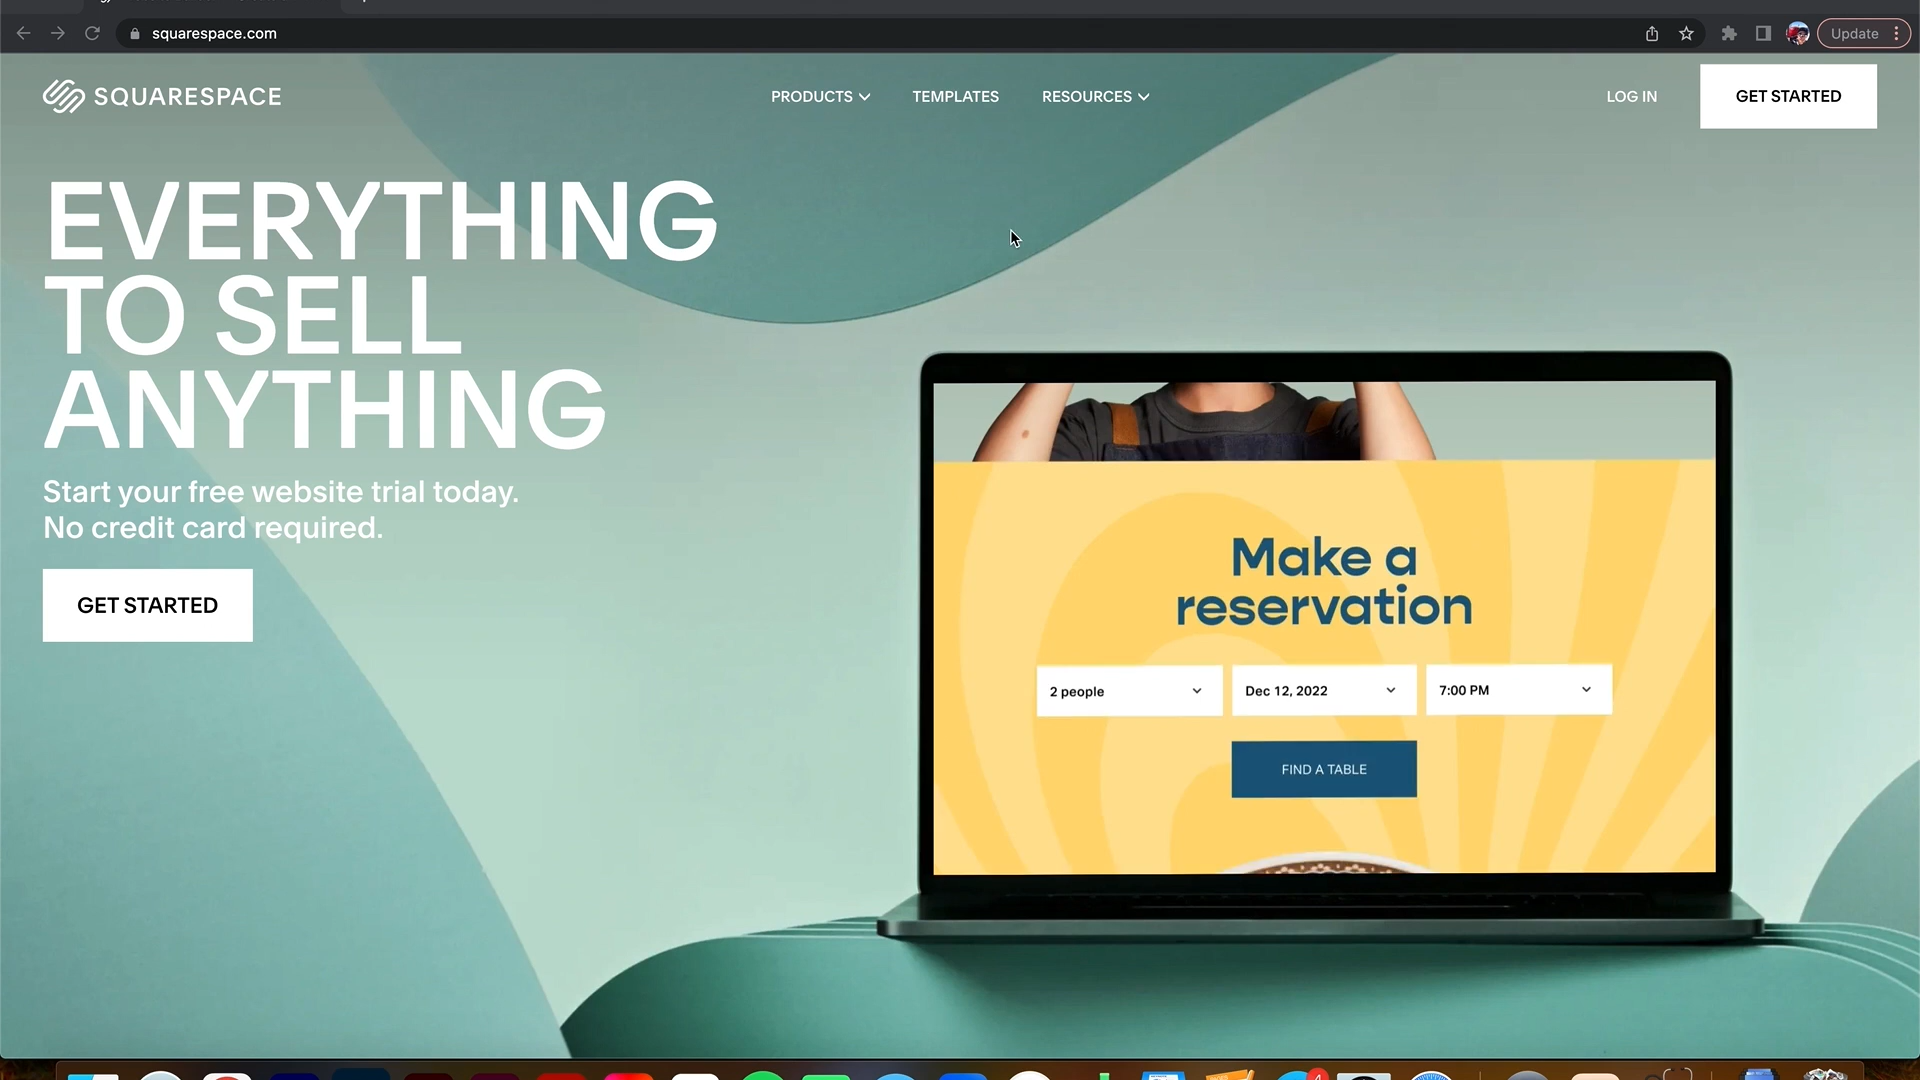 squarespace.com
Update
SQUARESPACE
PRODUCTS
TEMPLATES
RESOURCES
LOG IN
GET STARTED
EVERYTHING
TO SELL
ANYTHING
Start your free website trial today.
No credit card required.
GET STARTED
Make a
reservation
2 people
Dec 12, 2022
7:00 PM
FIND A TABLE